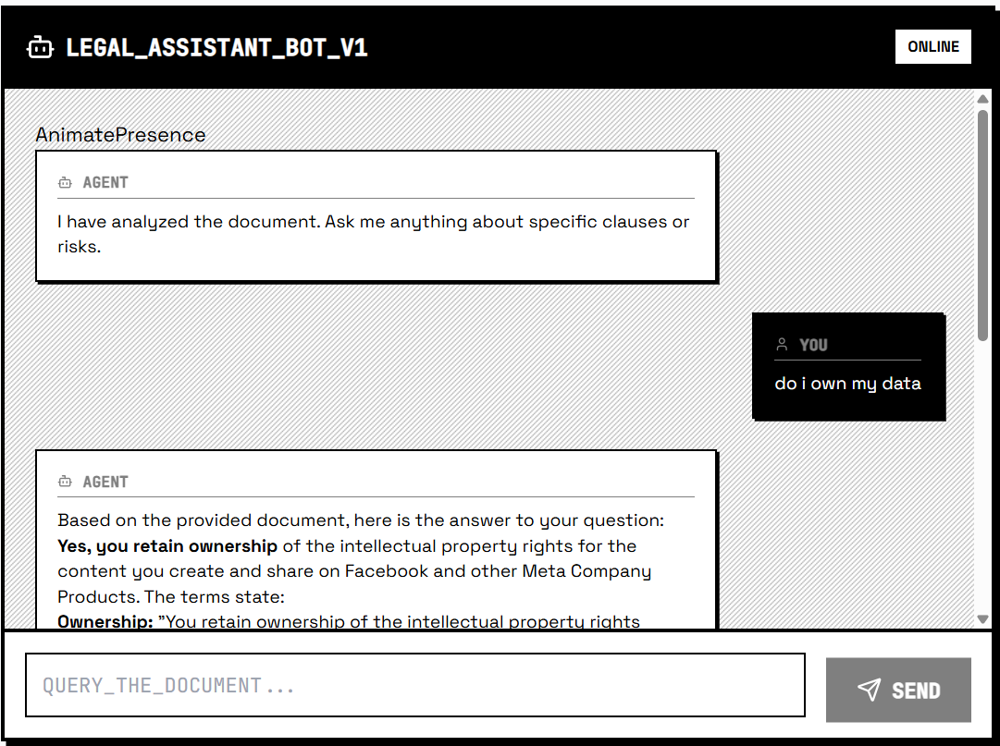 LEGAL_ASSISTANT_BOT_V1
ONLINE
AnimatePresence
AGENT
I have analyzed the document. Ask me anything about specific clauses or
risks.
YOU
do i own my data
AGENT
Based on the provided document, here is the answer to your question:
Yes, you retain ownership of the intellectual property rights for the
content you create and share on Facebook and other Meta Company
Products. The terms state:
Ownership: "You retain ownership of the intellectual property rights
QUERY_THE_DOCUMENT...
SEND